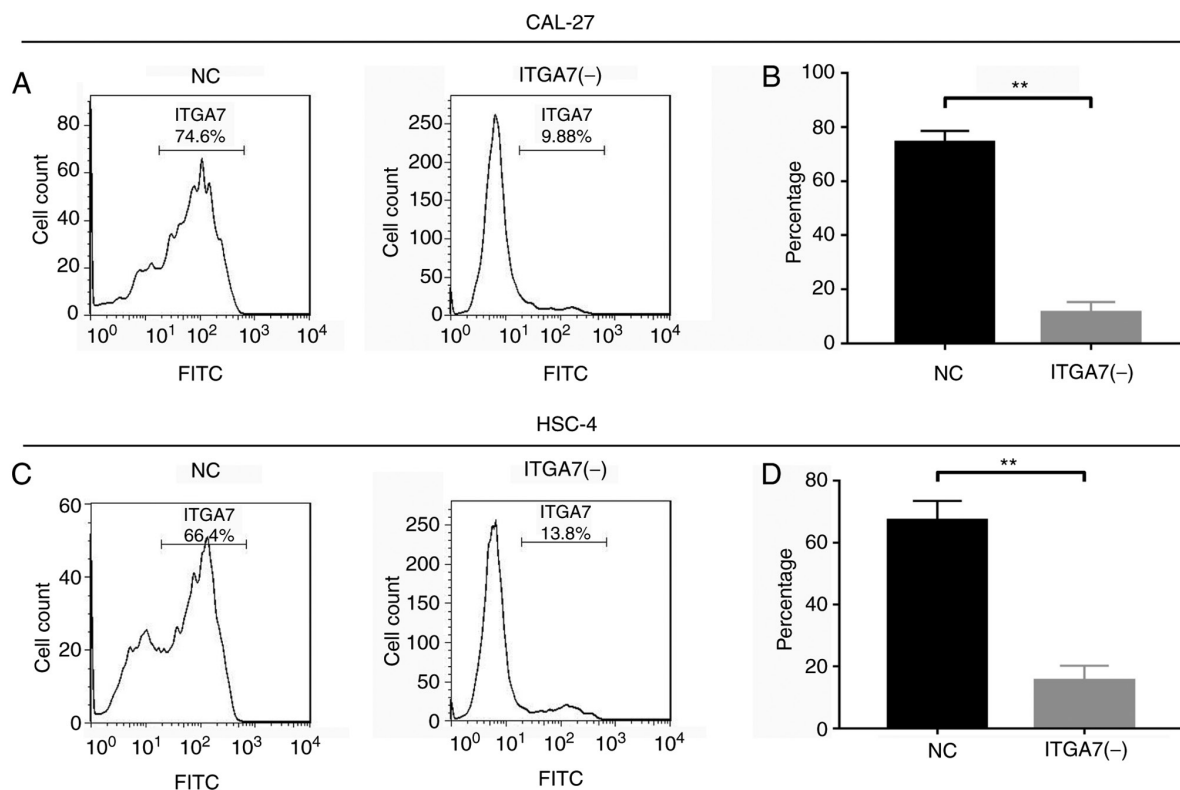 CAL-27
A
NC
ITGA7
74.6%
Cell count
80
60
40
20
0
10^0 10^1 10^2 10^3 10^4
FITC
ITGA7(−)
ITGA7
9.88%
Cell count
250
200
150
100
50
0
10^0 10^1 10^2 10^3 10^4
FITC
B
**
Percentage
100
80
60
40
20
0
NC ITGA7(−)
HSC-4
C
NC
ITGA7
66.4%
Cell count
60
40
20
0
10^0 10^1 10^2 10^3 10^4
FITC
ITGA7(−)
ITGA7
13.8%
Cell count
250
200
150
100
50
0
10^0 10^1 10^2 10^3 10^4
FITC
D
**
Percentage
80
60
40
20
0
NC ITGA7(−)